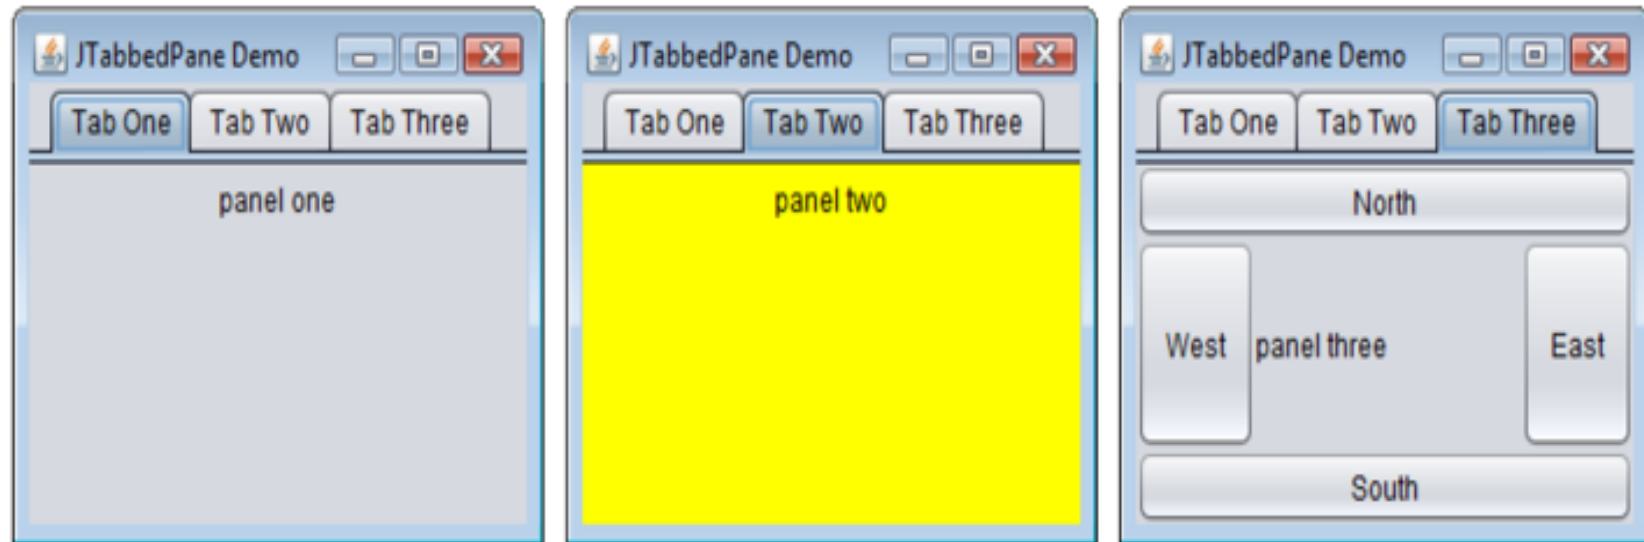 JTabbedPane Demo
Tab One Tab Two Tab Three
panel one
JTabbedPane Demo
Tab One Tab Two Tab Three
panel two
JTabbedPane Demo
Tab One Tab Two Tab Three
North
West panel three East
South